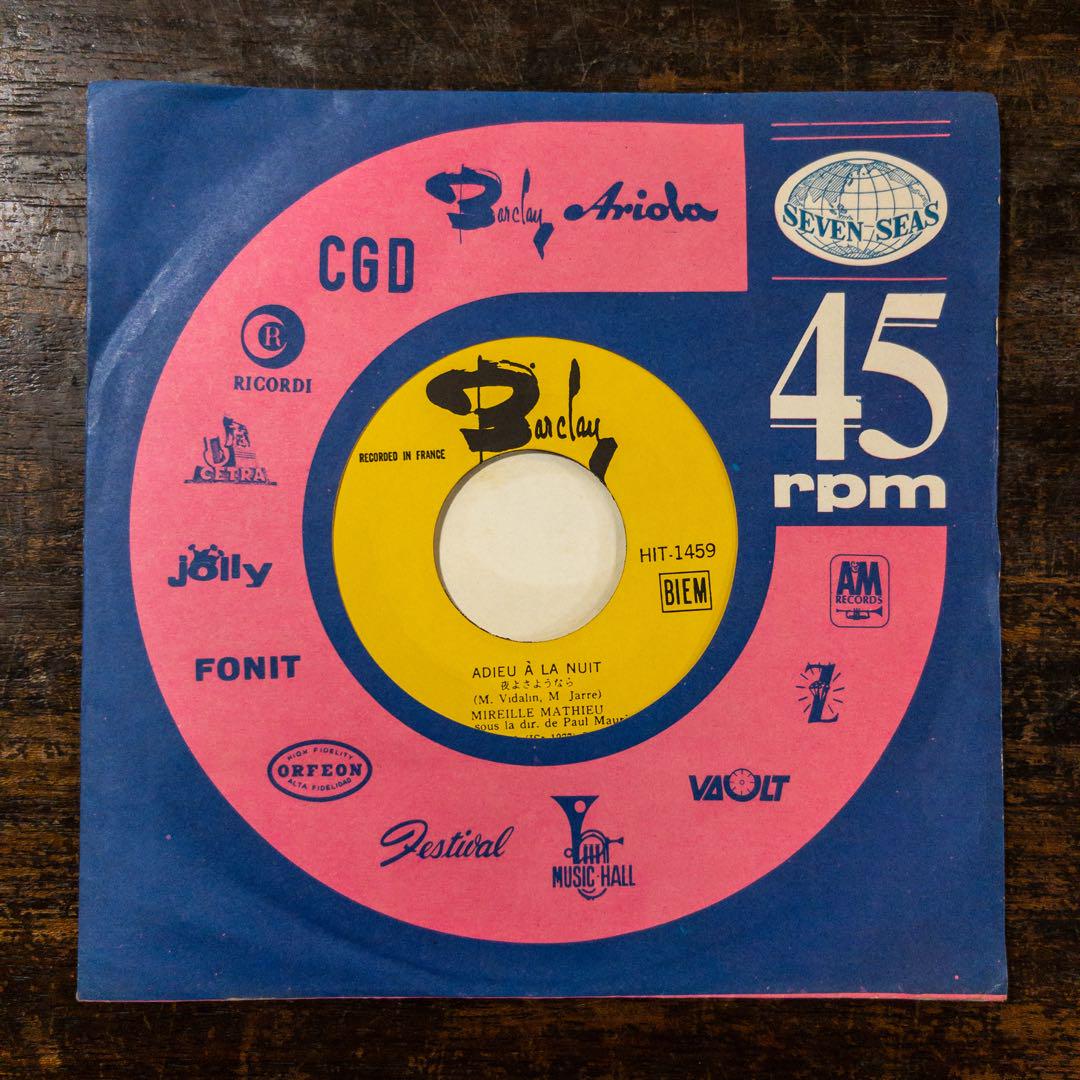 Barclay Ariola
SEVEN SEAS
CGD
45
rpm
R
RICORDI
CETRA
Jolly
FONIT
ORFEON
HIGH FIDELITY
ALTA FIDELIDAD
Festival
MUSIC HALL
VAULT
Z
A&M
RECORDS
Barclay
RECORDED IN FRANCE
HIT-1459
BIEM
ADIEU À LA NUIT
夜よさようなら
(M. Vidalin, M Jarre)
MIREILLE MATHIEU
sous la dir. de Paul